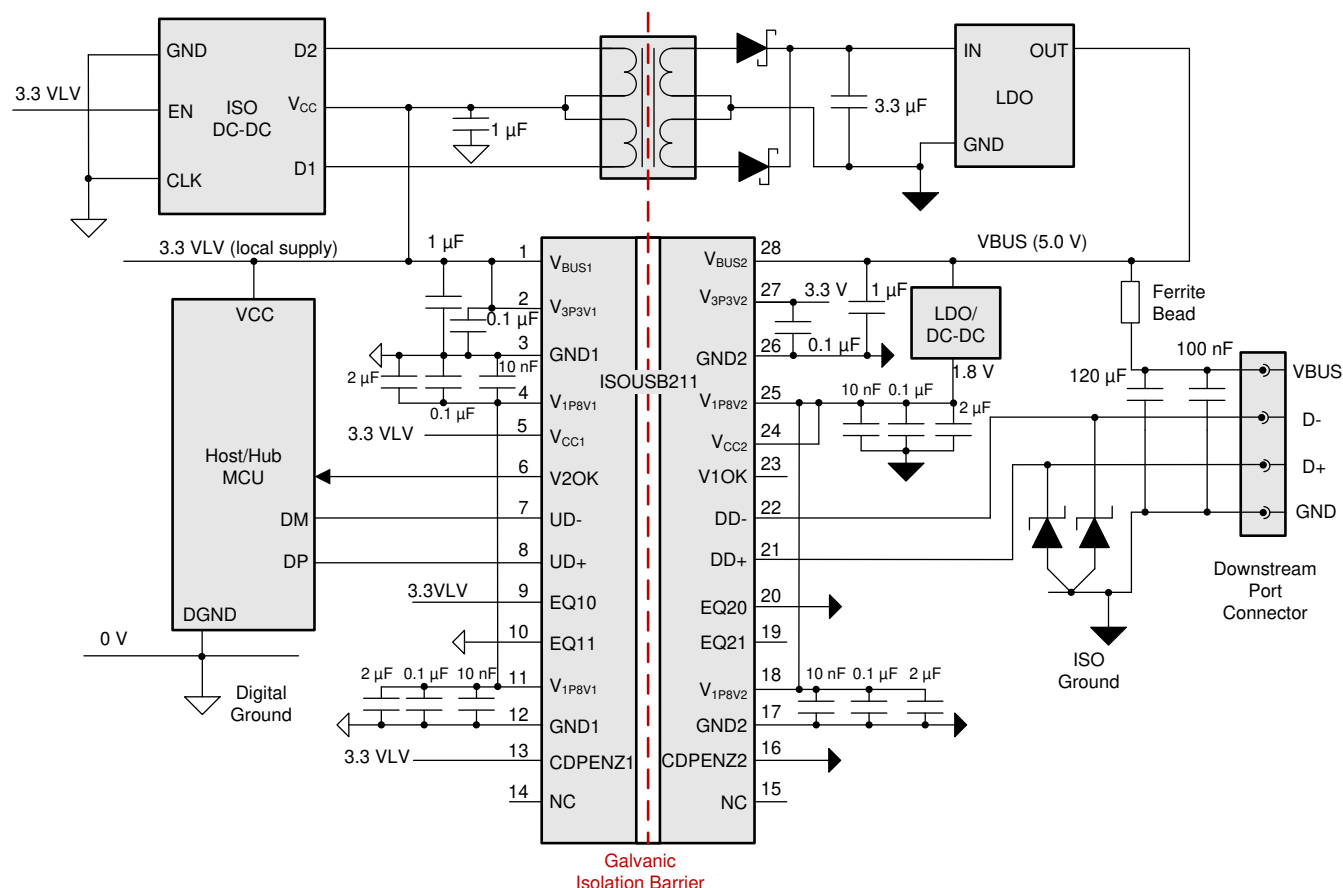 GND
D2
3.3 VLV
EN
ISO
DC-DC
VCC
CLK
D1
1 µF
3.3 µF
IN
OUT
LDO
GND
3.3 VLV (local supply)
1 µF
VCC
Host/Hub
MCU
DM
DP
DGND
0 V
Digital
Ground
0.1 µF
2 µF
0.1 µF
10 nF
3.3 VLV
3.3VLV
2 µF
0.1 µF
10 nF
3.3 VLV
1
VBUS1
2
V3P3V1
3
GND1
4
V1P8V1
5
VCC1
6
V2OK
7
UD-
8
UD+
9
EQ10
10
EQ11
11
V1P8V1
12
GND1
13
CDPENZ1
14
NC
ISOUSB211
28
VBUS2
27
V3P3V2
26
GND2
25
V1P8V2
24
VCC2
23
V1OK
22
DD-
21
DD+
20
EQ20
19
EQ21
18
V1P8V2
17
GND2
16
CDPENZ2
15
NC
VBUS (5.0 V)
3.3 V
1 µF
0.1 µF
LDO/
DC-DC
1.8 V
10 nF
0.1 µF
2 µF
10 nF
0.1 µF
2 µF
Ferrite
Bead
100 nF
120 µF
VBUS
D-
D+
GND
Downstream
Port
Connector
ISO
Ground
Galvanic
Isolation Barrier